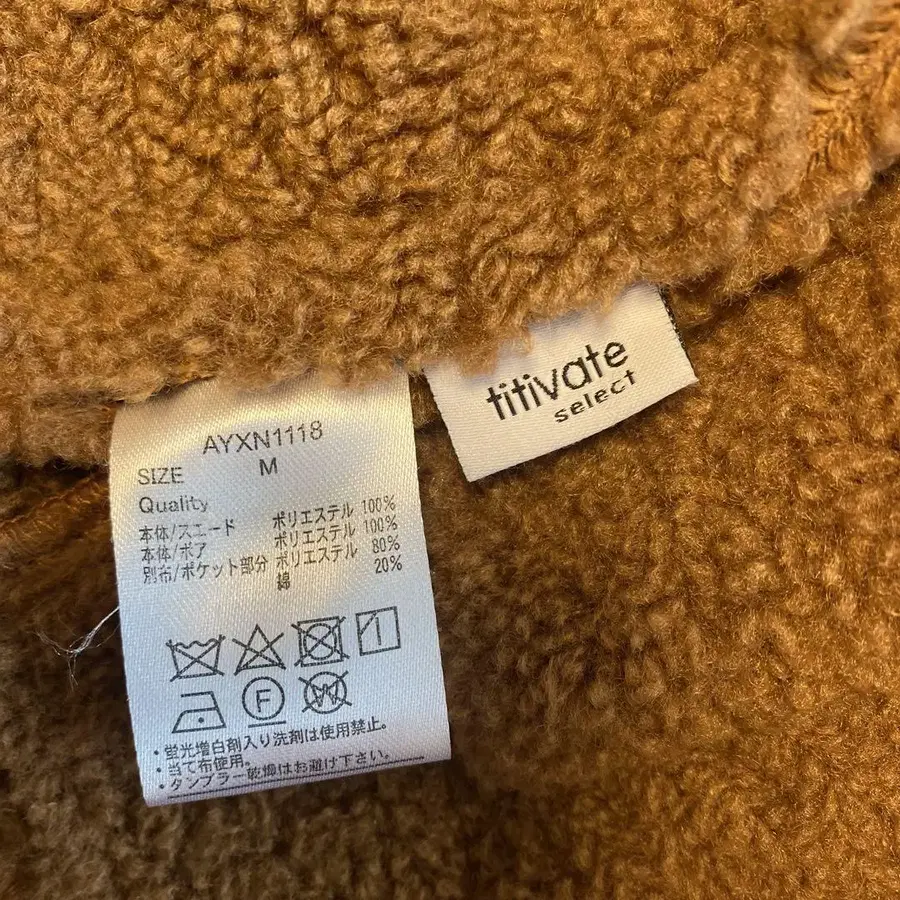 titivate
select
AYXN1118
SIZE M
Quality
本体/スエード ポリエステル 100%
本体/ボア ポリエステル 100%
別布/ポケット部分 ポリエステル 80%
綿 20%
F
W
・蛍光増白剤入り洗剤は使用禁止。
・当て布使用。
・タンブラー乾燥はお避け下さい。